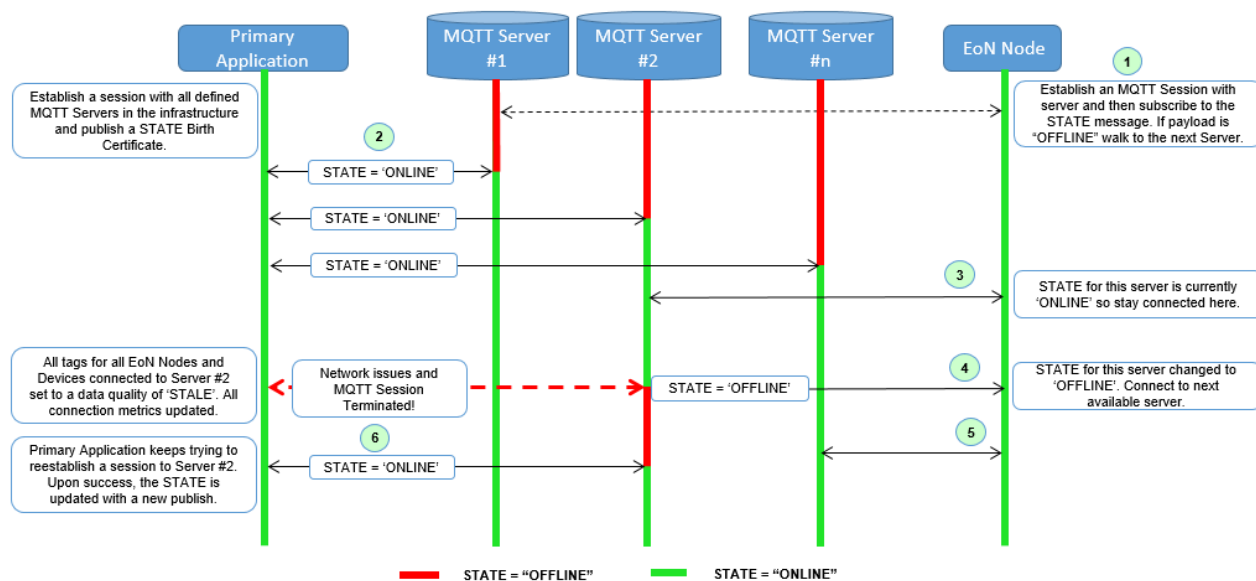 Primary
Application
MQTT Server
#1
MQTT Server
#2
MQTT Server
#n
EoN Node
1
Establish a session with all defined
MQTT Servers in the infrastructure
and publish a STATE Birth
Certificate.
Establish an MQTT Session with
server and then subscribe to the
STATE message. If payload is
“OFFLINE” walk to the next Server.
2
STATE = ‘ONLINE’
STATE = ‘ONLINE’
STATE = ‘ONLINE’
3
STATE for this server is currently
‘ONLINE’ so stay connected here.
All tags for all EoN Nodes and
Devices connected to Server #2
set to a data quality of ‘STALE’. All
connection metrics updated.
Network issues and
MQTT Session
Terminated!
STATE = ‘OFFLINE’
4
STATE for this server changed to
‘OFFLINE’. Connect to next
available server.
5
6
Primary Application keeps trying to
reestablish a session to Server #2.
Upon success, the STATE is
updated with a new publish.
STATE = ‘ONLINE’
STATE = “OFFLINE”
STATE = “ONLINE”